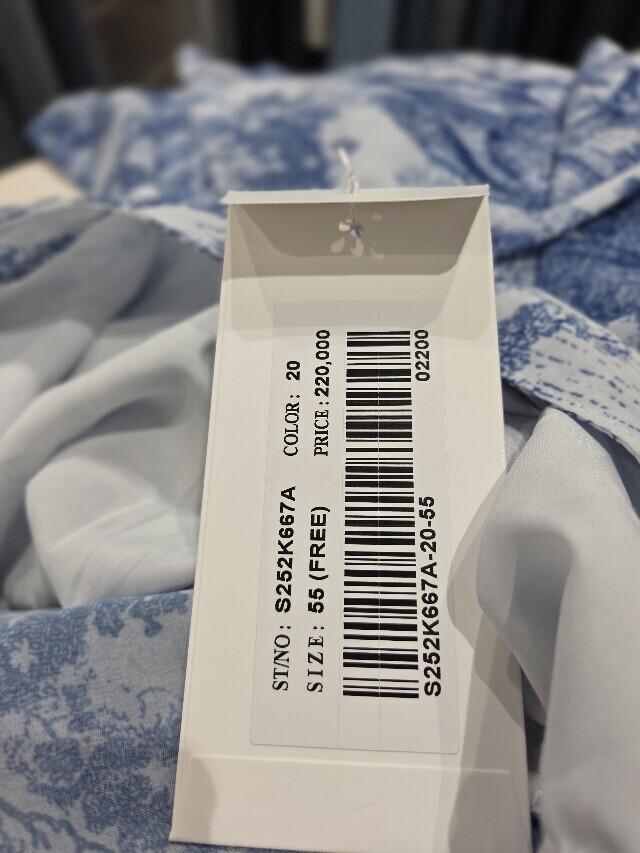 ST/NO : S252K667A COLOR : 20
SIZE : 55 (FREE) PRICE : 220,000
S252K667A-20-55 02200